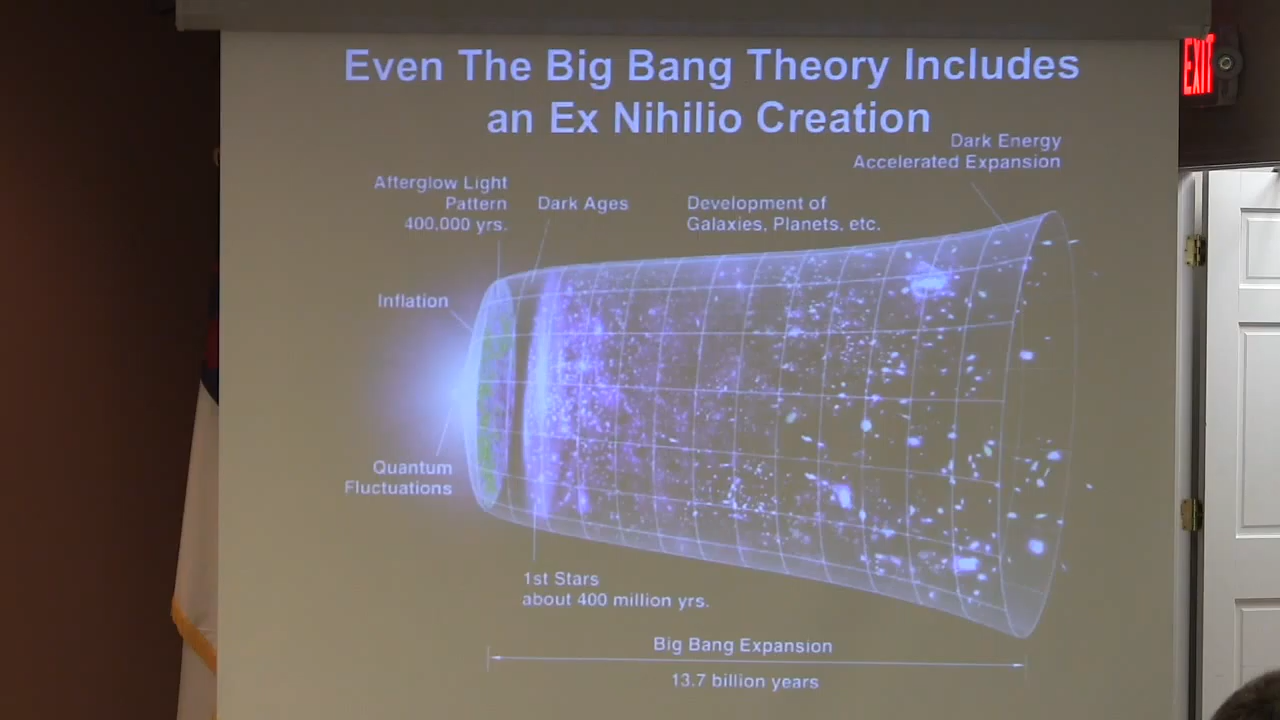 Even The Big Bang Theory Includes
an Ex Nihilio Creation
Dark Energy
Accelerated Expansion
Afterglow Light
Pattern
400,000 yrs.
Dark Ages
Development of
Galaxies, Planets, etc.
Inflation
Quantum
Fluctuations
1st Stars
about 400 million yrs.
Big Bang Expansion
13.7 billion years
EXIT